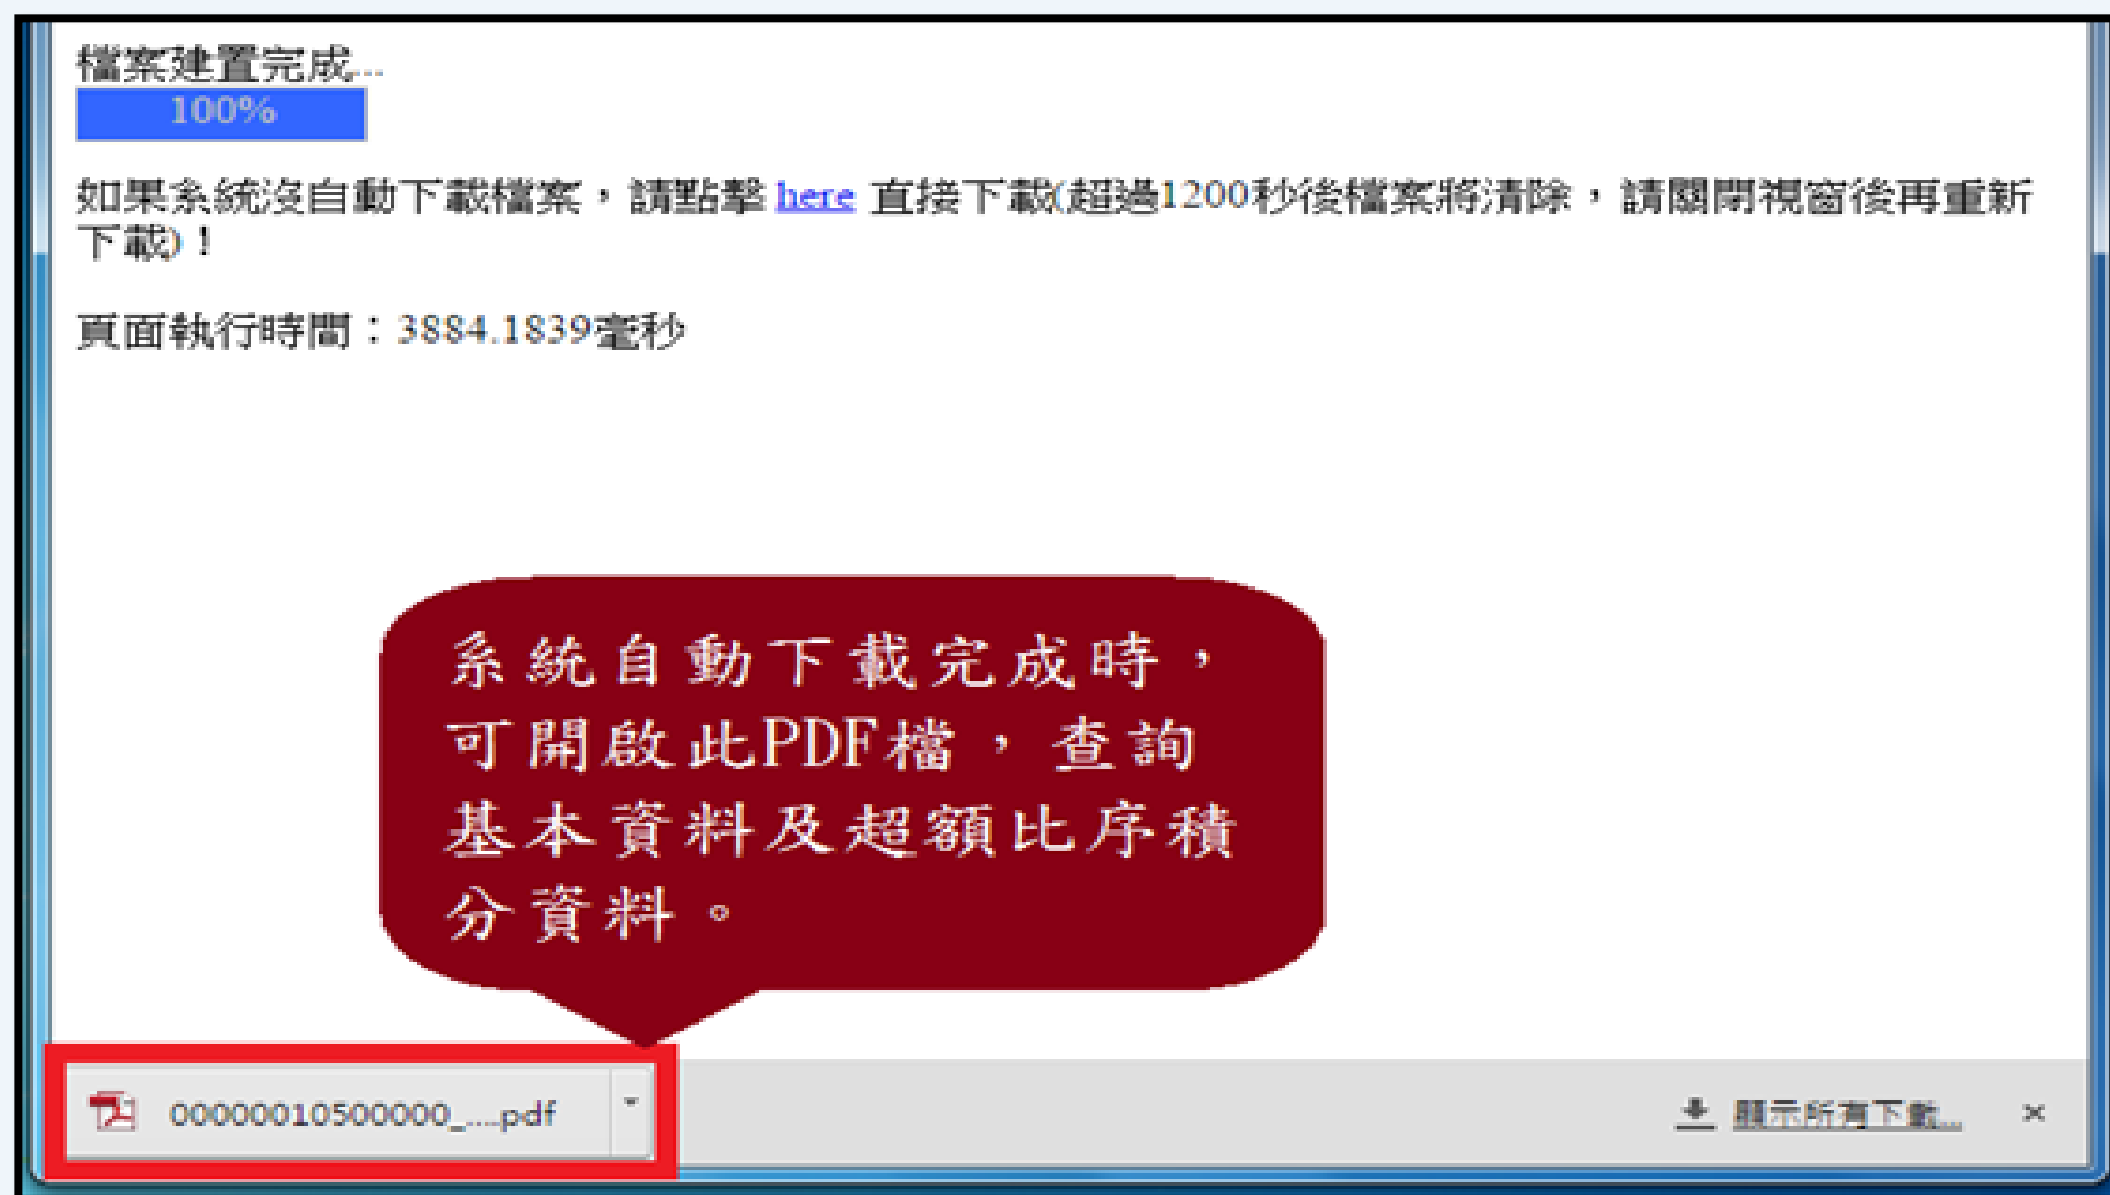 檔案建置完成...
100%
如果系統沒自動下載檔案，請點擊 here 直接下載(超過1200秒後檔案將清除，請關閉視窗後再重新
下載)！
頁面執行時間：3884.1839毫秒
系統自動下載完成時，
可開啟此PDF檔，查詢
基本資料及超額比序積
分資料。
00000010500000_....pdf
顯示所有下載...